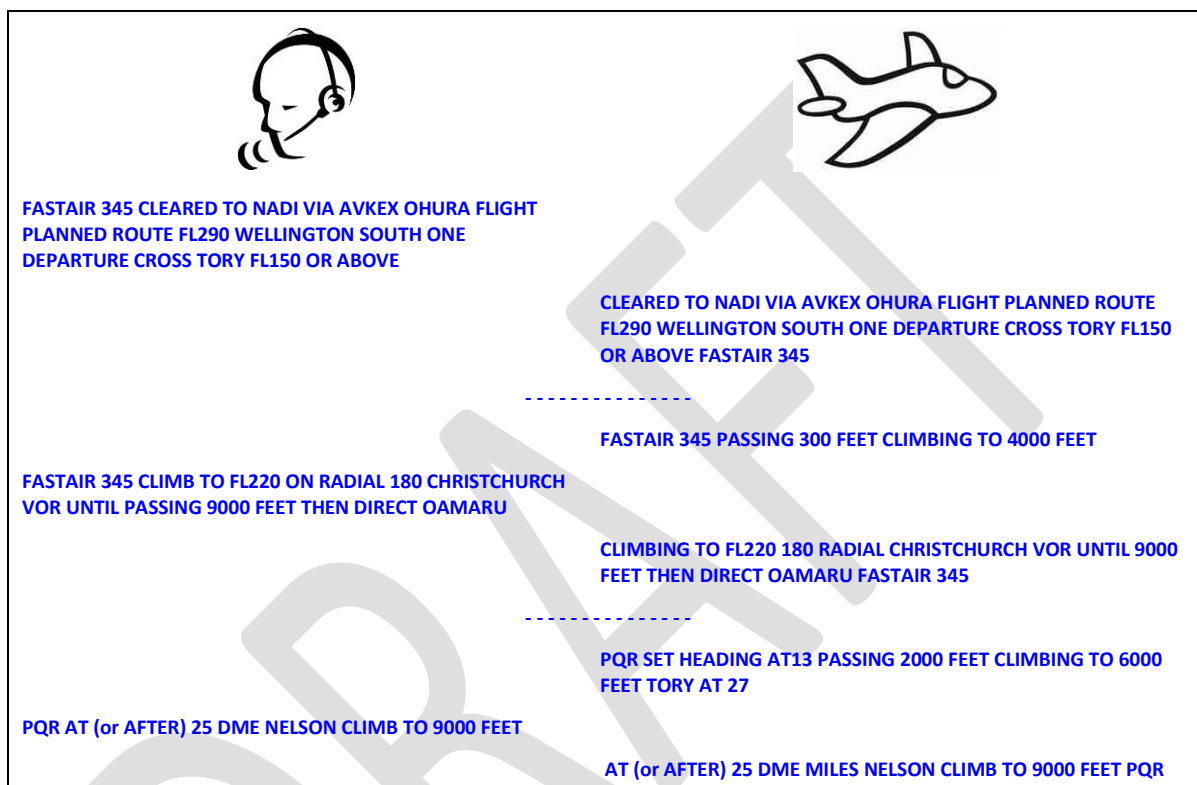 FASTAIR 345 CLEARED TO NADI VIA AVKEX OHURA FLIGHT
PLANNED ROUTE FL290 WELLINGTON SOUTH ONE
DEPARTURE CROSS TORY FL150 OR ABOVE
CLEARED TO NADI VIA AVKEX OHURA FLIGHT PLANNED ROUTE
FL290 WELLINGTON SOUTH ONE DEPARTURE CROSS TORY FL150
OR ABOVE FASTAIR 345
- - - - - - - - - - - - - - -
FASTAIR 345 PASSING 300 FEET CLIMBING TO 4000 FEET
FASTAIR 345 CLIMB TO FL220 ON RADIAL 180 CHRISTCHURCH
VOR UNTIL PASSING 9000 FEET THEN DIRECT OAMARU
CLIMBING TO FL220 180 RADIAL CHRISTCHURCH VOR UNTIL 9000
FEET THEN DIRECT OAMARU FASTAIR 345
- - - - - - - - - - - - - - -
PQR SET HEADING AT13 PASSING 2000 FEET CLIMBING TO 6000
FEET TORY AT 27
PQR AT (or AFTER) 25 DME NELSON CLIMB TO 9000 FEET
AT (or AFTER) 25 DME MILES NELSON CLIMB TO 9000 FEET PQR
DRAFT